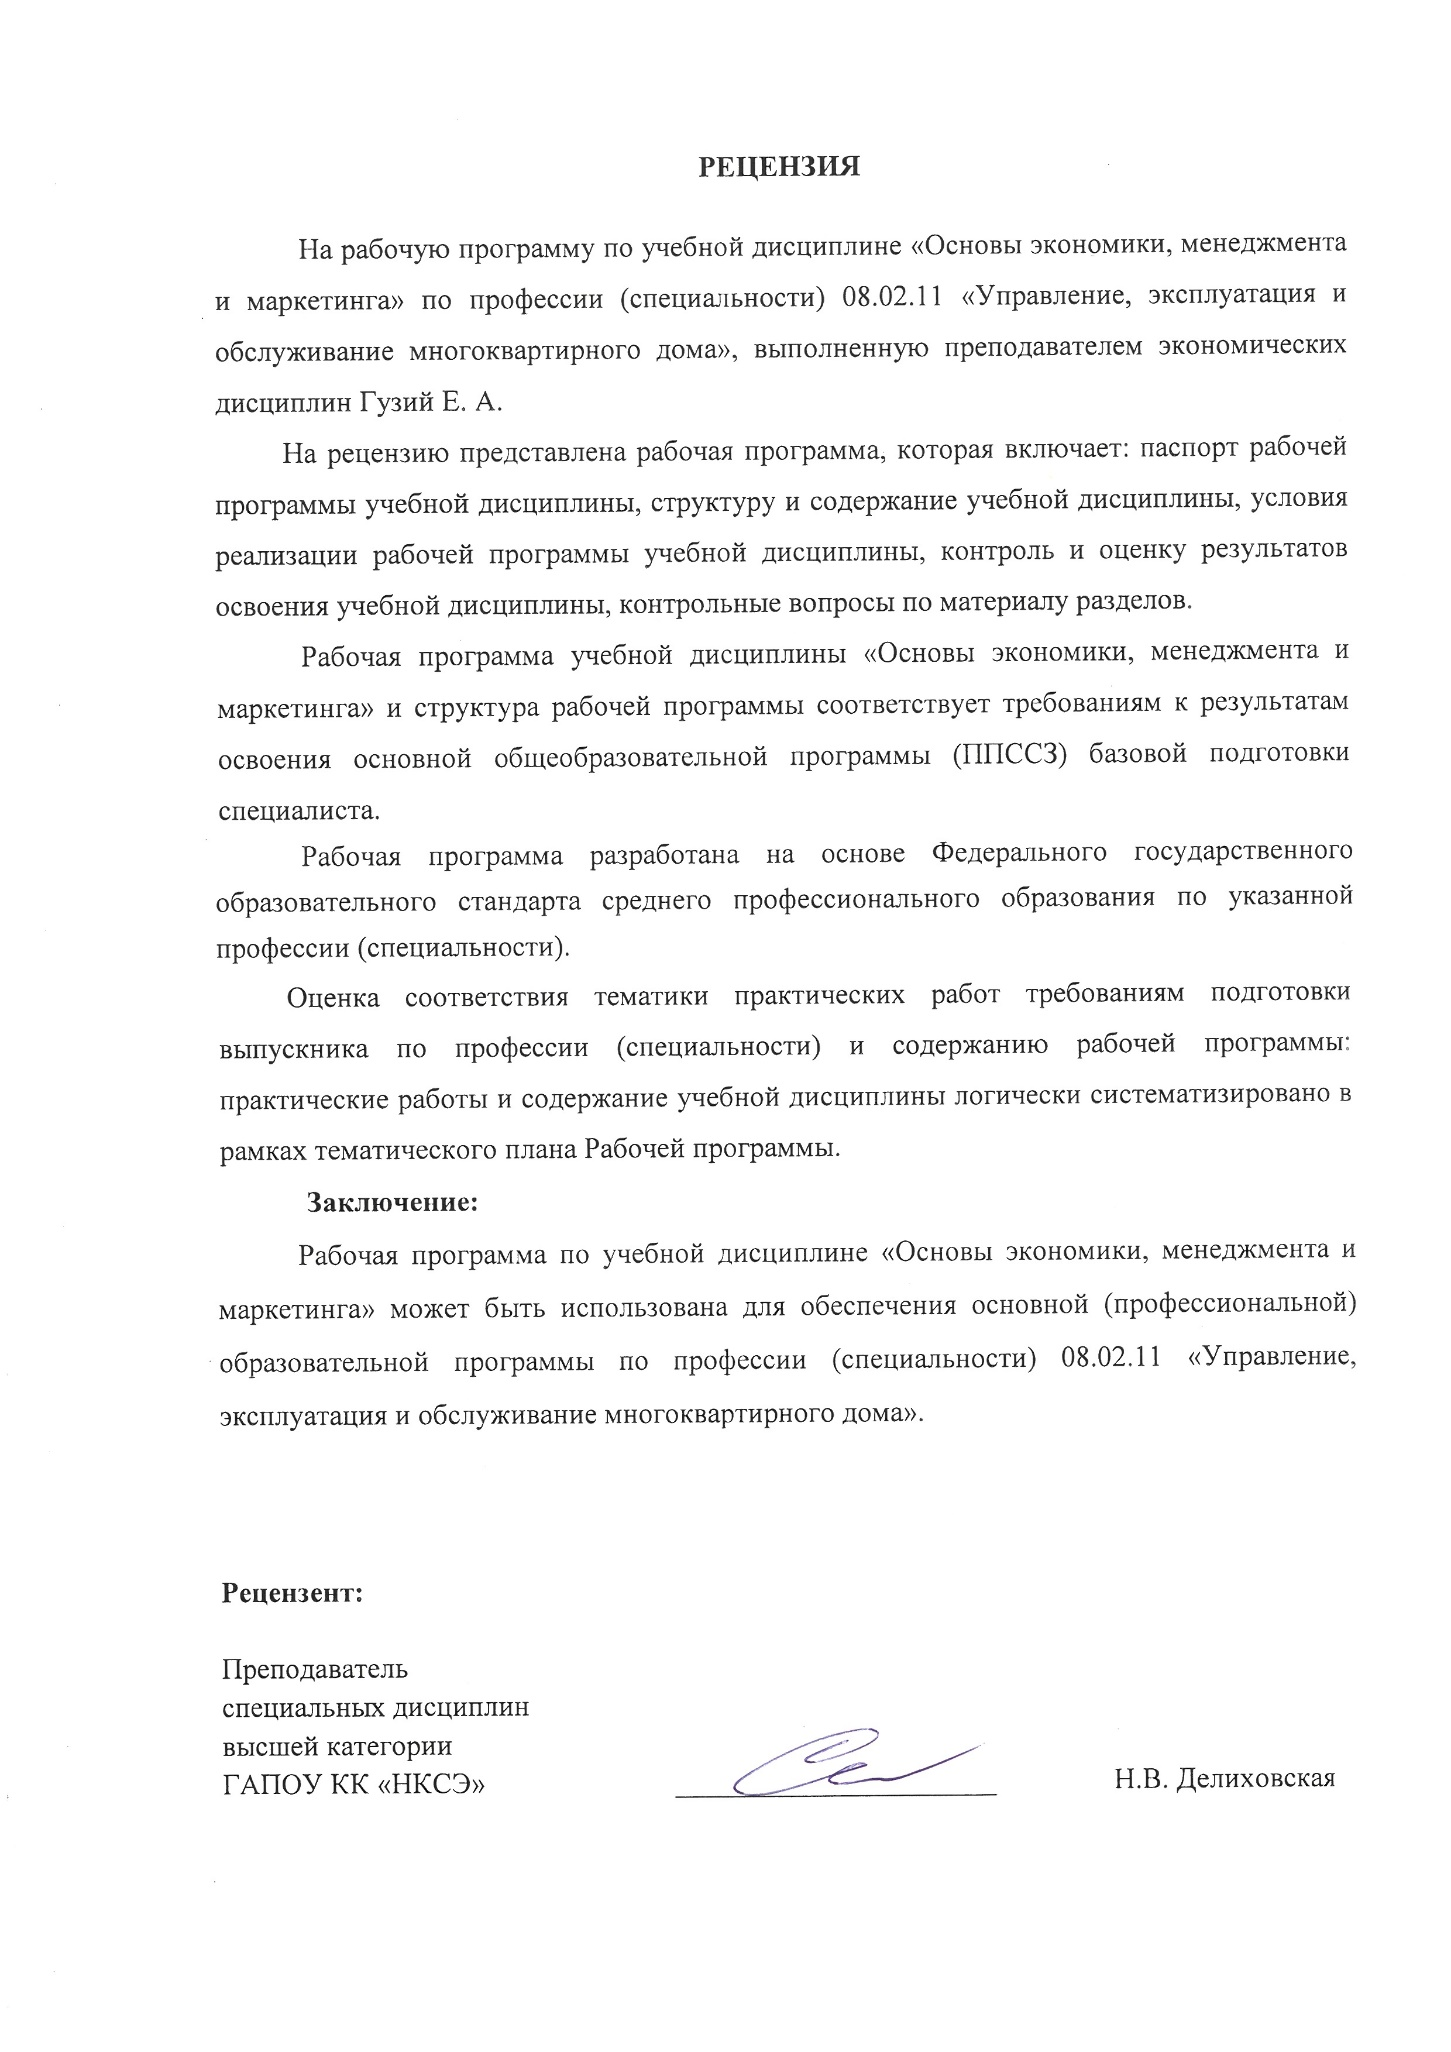 РЕЦЕНЗИЯ
На рабочую программу по учебной дисциплине «Основы экономики, менеджмента
и маркетинга» по профессии (специальности) 08.02.11 «Управление, эксплуатация и
обслуживание многоквартирного дома», выполненную преподавателем экономических
дисциплин Гузий Е. А.
На рецензию представлена рабочая программа, которая включает: паспорт рабочей
программы учебной дисциплины, структуру и содержание учебной дисциплины, условия
реализации рабочей программы учебной дисциплины, контроль и оценку результатов
освоения учебной дисциплины, контрольные вопросы по материалу разделов.
Рабочая программа учебной дисциплины «Основы экономики, менеджмента и
маркетинга» и структура рабочей программы соответствует требованиям к результатам
освоения основной общеобразовательной программы (ППССЗ) базовой подготовки
специалиста.
Рабочая программа разработана на основе Федерального государственного
образовательного стандарта среднего профессионального образования по указанной
профессии (специальности).
Оценка соответствия тематики практических работ требованиям подготовки
выпускника по профессии (специальности) и содержанию рабочей программы:
практические работы и содержание учебной дисциплины логически систематизировано в
рамках тематического плана Рабочей программы.
Заключение:
Рабочая программа по учебной дисциплине «Основы экономики, менеджмента и
маркетинга» может быть использована для обеспечения основной (профессиональной)
образовательной программы по профессии (специальности) 08.02.11 «Управление,
эксплуатация и обслуживание многоквартирного дома».
Рецензент:
Преподаватель
специальных дисциплин
высшей категории
ГАПОУ КК «НКСЭ» Н.В. Делиховская